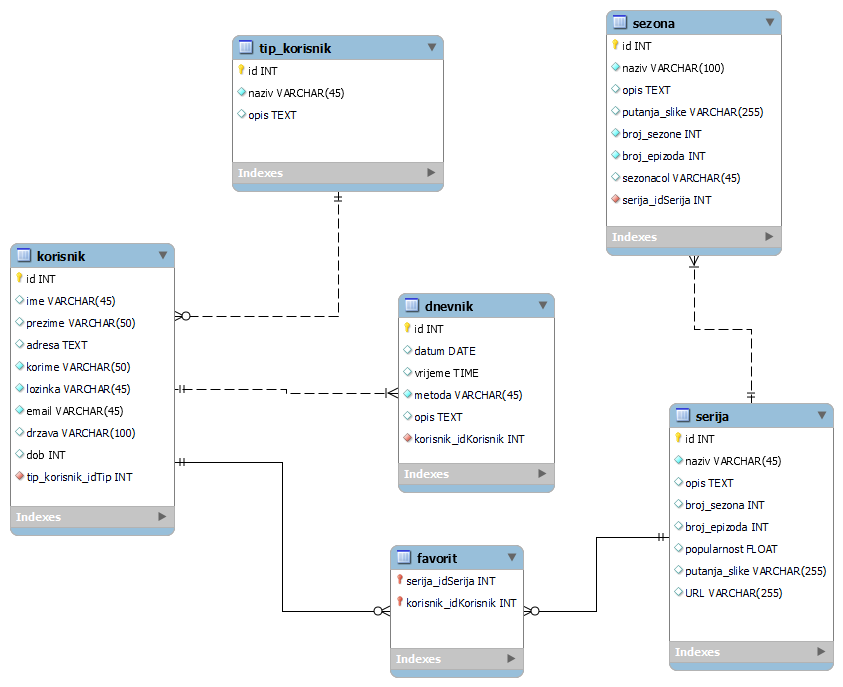 tip_korisnik
id INT
naziv VARCHAR(45)
opis TEXT
Indexes
sezona
id INT
naziv VARCHAR(100)
opis TEXT
putanja_slike VARCHAR(255)
broj_sezone INT
broj_epizoda INT
sezonacol VARCHAR(45)
serija_idSerija INT
Indexes
korisnik
id INT
ime VARCHAR(45)
prezime VARCHAR(50)
adresa TEXT
korime VARCHAR(50)
lozinka VARCHAR(45)
email VARCHAR(45)
drzava VARCHAR(100)
dob INT
tip_korisnik_idTip INT
Indexes
dnevnik
id INT
datum DATE
vrijeme TIME
metoda VARCHAR(45)
opis TEXT
korisnik_idKorisnik INT
Indexes
serija
id INT
naziv VARCHAR(45)
opis TEXT
broj_sezona INT
broj_epizoda INT
popularnost FLOAT
putanja_slike VARCHAR(255)
URL VARCHAR(255)
Indexes
favorit
serija_idSerija INT
korisnik_idKorisnik INT
Indexes